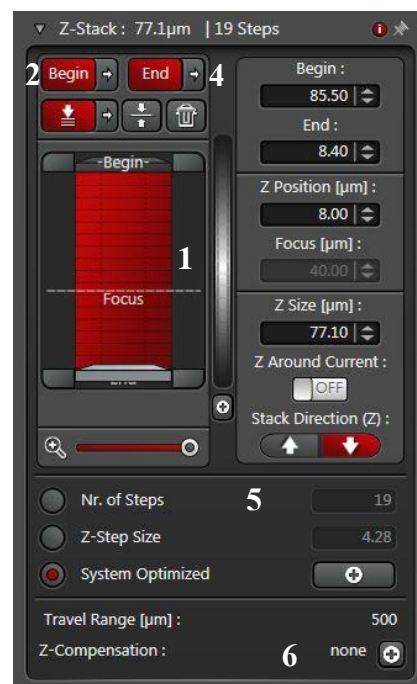 Z-Stack : 77.1µm | 19 Steps
2 Begin End 4
-Begin-
1
Focus
Begin :
85.50
End :
8.40
Z Position [µm] :
8.00
Focus [µm] :
40.00
Z Size [µm] :
77.10
Z Around Current :
OFF
Stack Direction (Z) :
Nr. of Steps 5 19
Z-Step Size 4.28
System Optimized
Travel Range [µm] : 500
Z-Compensation : 6 none